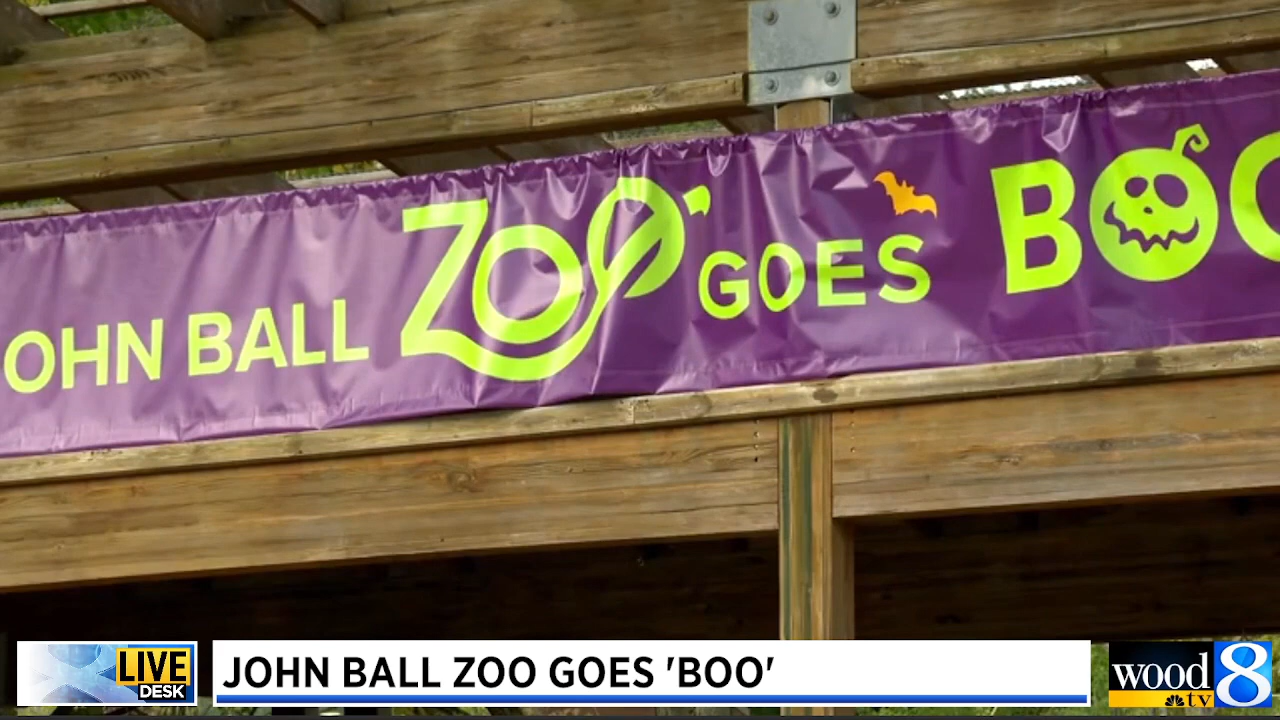 OHN BALL ZOO GOES BOO
LIVE
DESK
JOHN BALL ZOO GOES 'BOO'
wood 8
tv